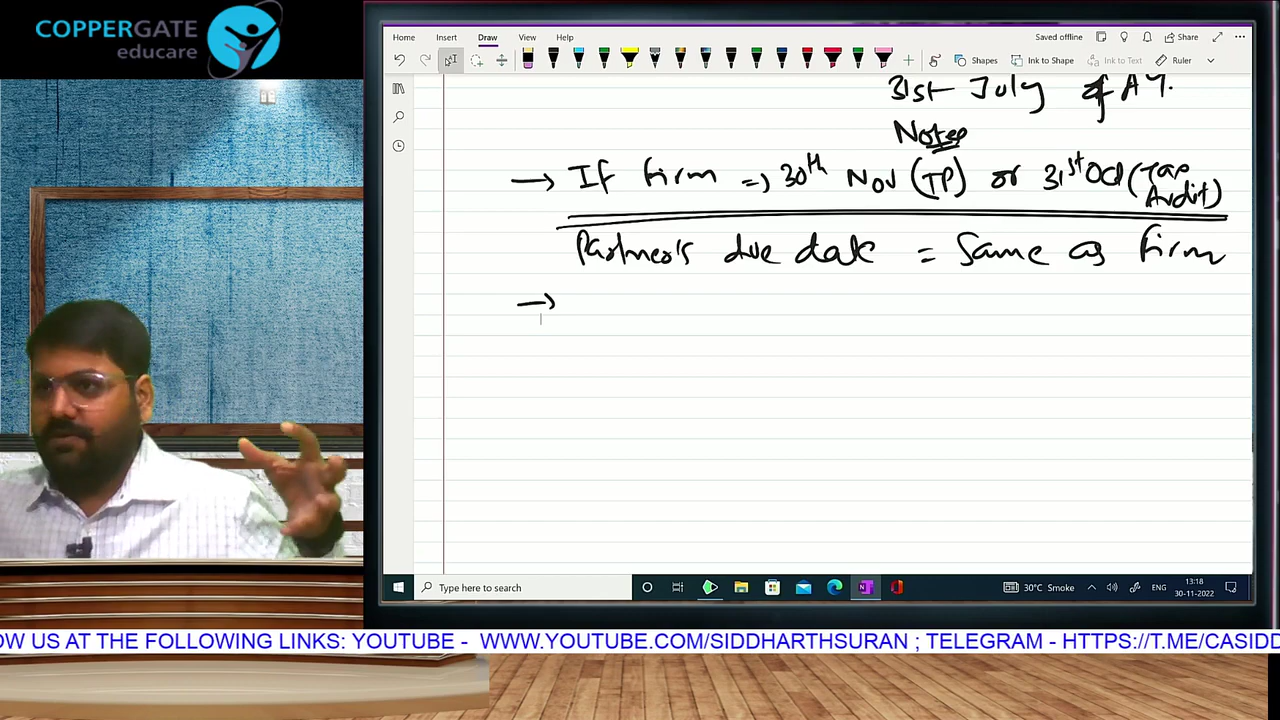 COPPERGATE
educare
Home Insert Draw View Help
Saved offline
Share
Shapes
Ink to Shape
Ink to Text
Ruler
31st July of A.Y.
Notes
→ If firm => 30th Nov (TP) or 31st Oct (Tax Audit)
Partner's due date = Same as firm
→
Type here to search
30°C Smoke
ENG
13:18
30-11-2022
OW US AT THE FOLLOWING LINKS: YOUTUBE - WWW.YOUTUBE.COM/SIDDHARTHSURAN ; TELEGRAM - HTTPS://T.ME/CASIDD